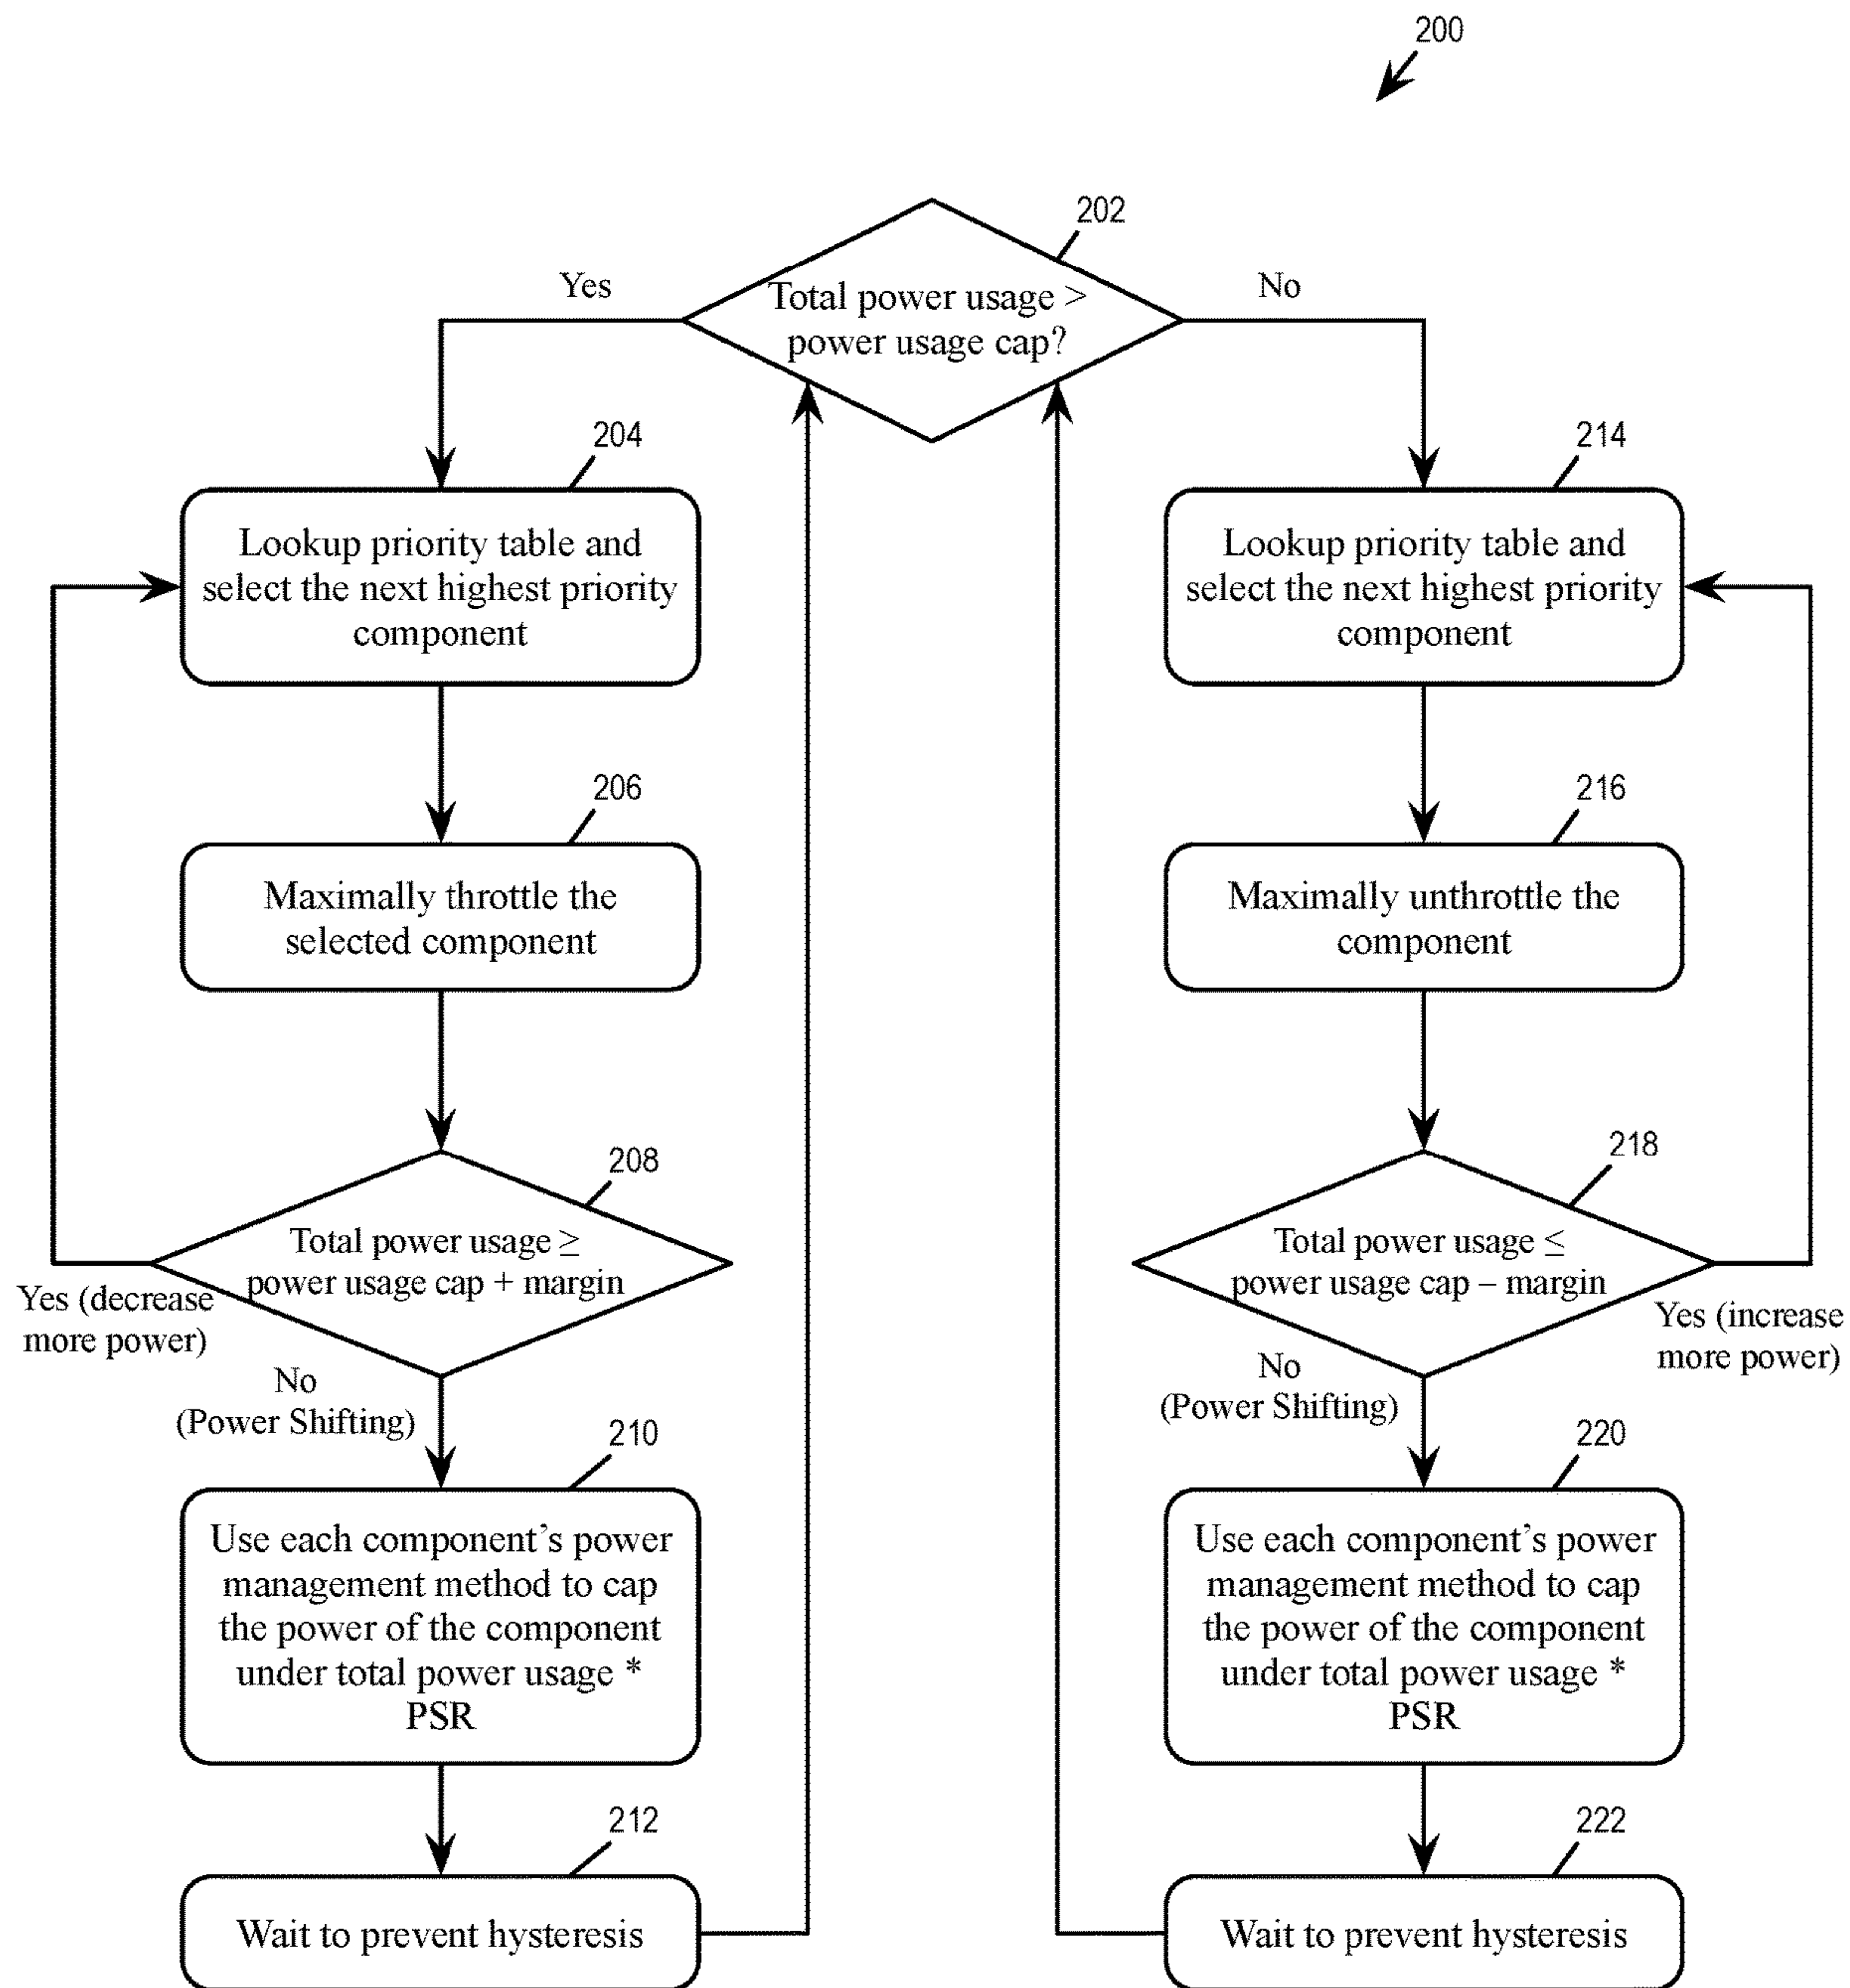 200
202
Yes
Total power usage >
power usage cap?
No
204
Lookup priority table and
select the next highest priority
component
206
Maximally throttle the
selected component
208
Total power usage ≥
power usage cap + margin
Yes (decrease
more power)
No
(Power Shifting)
210
Use each component’s power
management method to cap
the power of the component
under total power usage *
PSR
212
Wait to prevent hysteresis
214
Lookup priority table and
select the next highest priority
component
216
Maximally unthrottle the
component
218
Total power usage ≤
power usage cap – margin
Yes (increase
more power)
No
(Power Shifting)
220
Use each component’s power
management method to cap
the power of the component
under total power usage *
PSR
222
Wait to prevent hysteresis